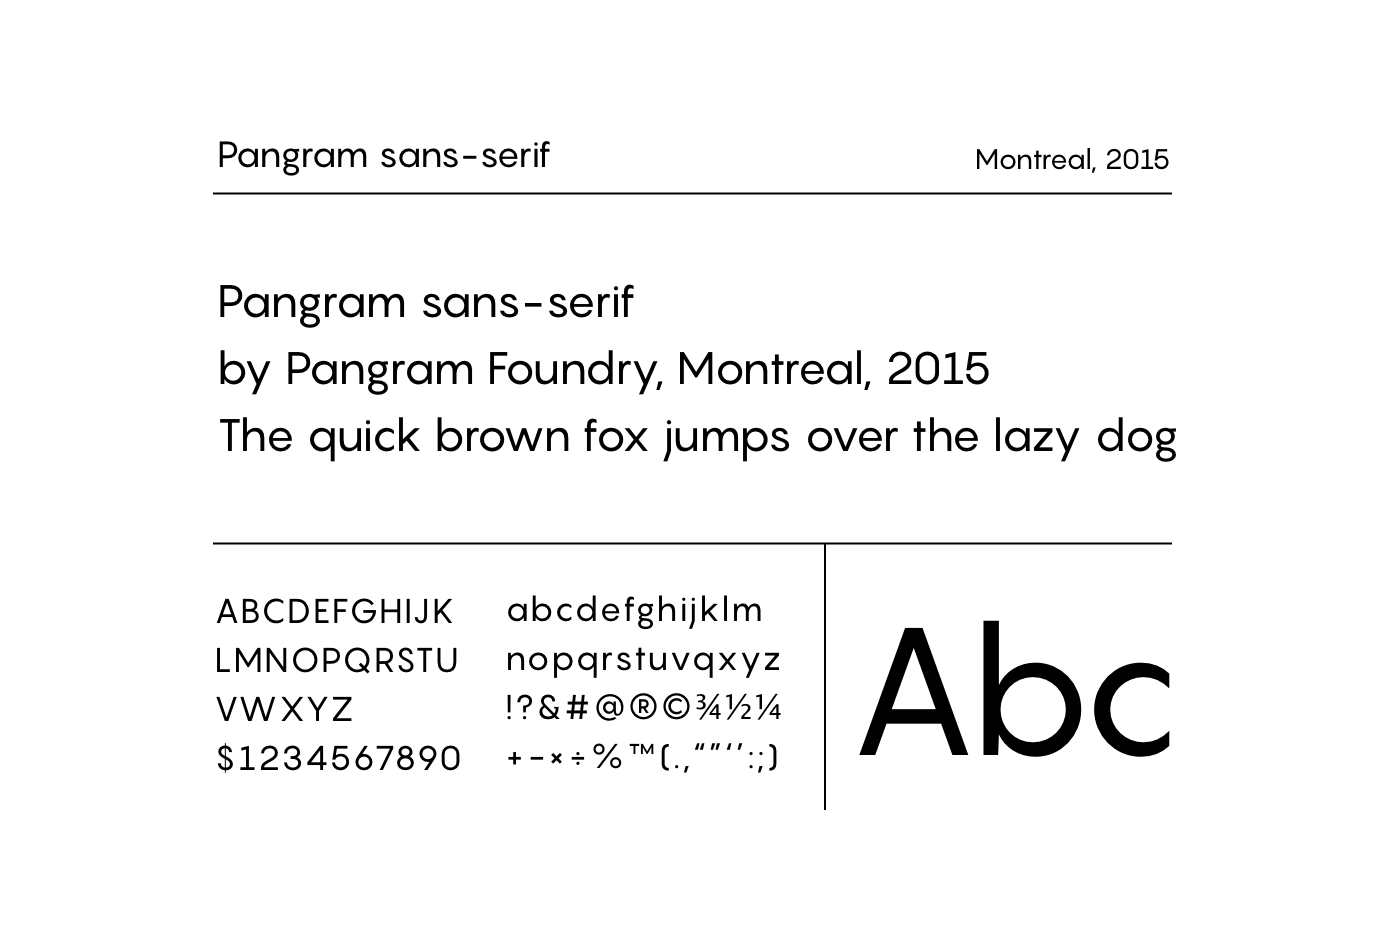 Pangram sans-serif
Montreal, 2015
Pangram sans-serif
by Pangram Foundry, Montreal, 2015
The quick brown fox jumps over the lazy dog
ABCDEFGHIJK
LMNOPQRSTU
VWXYZ
$1234567890
abcdefghijklm
nopqrstuvqxyz
!?&#@®©¾½¼
+-×÷%™(.,“”‘’:;)
Abc